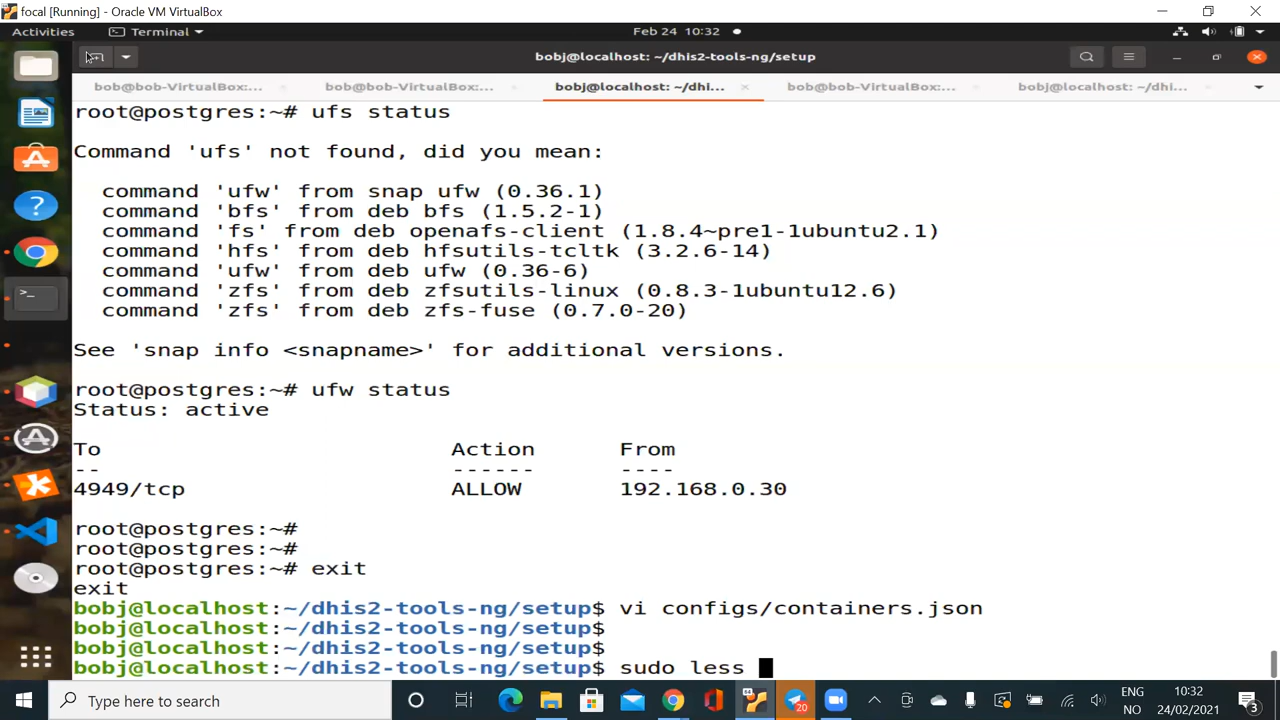 focal [Running] - Oracle VM VirtualBox
Activities
Terminal
Feb 24 10:32
bobj@localhost: ~/dhis2-tools-ng/setup
bob@bob-VirtualBox:...
bob@bob-VirtualBox:...
bobj@localhost: ~/dhi...
bob@bob-VirtualBox:...
bobj@localhost: ~/dhi...
root@postgres:~# ufs status
Command 'ufs' not found, did you mean:
command 'ufw' from snap ufw (0.36.1)
command 'bfs' from deb bfs (1.5.2-1)
command 'fs' from deb openafs-client (1.8.4~pre1-1ubuntu2.1)
command 'hfs' from deb hfsutils-tcltk (3.2.6-14)
command 'ufw' from deb ufw (0.36-6)
command 'zfs' from deb zfsutils-linux (0.8.3-1ubuntu12.6)
command 'zfs' from deb zfs-fuse (0.7.0-20)
See 'snap info <snapname>' for additional versions.
root@postgres:~# ufw status
Status: active
To Action From
-- ------ ----
4949/tcp ALLOW 192.168.0.30
root@postgres:~#
root@postgres:~#
root@postgres:~# exit
exit
bobj@localhost:~/dhis2-tools-ng/setup$ vi configs/containers.json
bobj@localhost:~/dhis2-tools-ng/setup$
bobj@localhost:~/dhis2-tools-ng/setup$
bobj@localhost:~/dhis2-tools-ng/setup$ sudo less
Type here to search
20
ENG
NO
10:32
24/02/2021
3